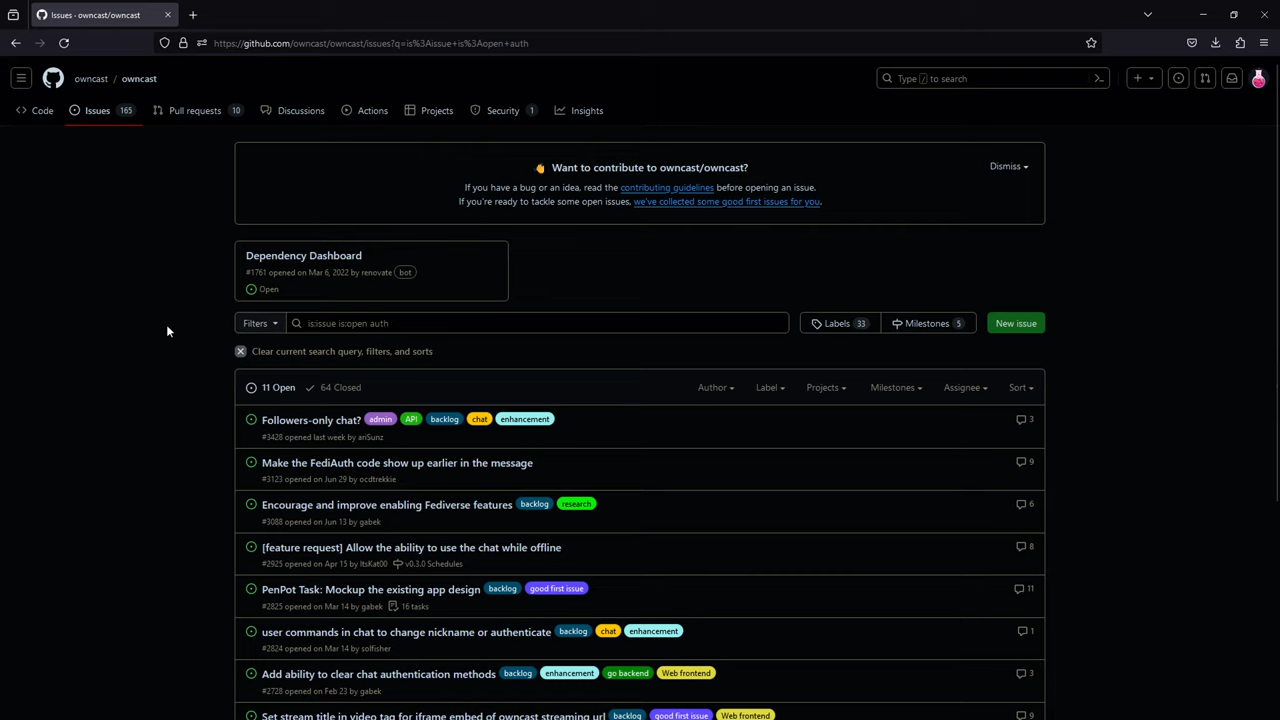 Issues · owncast/owncast
https://github.com/owncast/owncast/issues?q=is%3Aissue+is%3Aopen+auth
owncast / owncast
Type / to search
Code Issues 165 Pull requests 10 Discussions Actions Projects Security 1 Insights
👋 Want to contribute to owncast/owncast?
Dismiss
If you have a bug or an idea, read the contributing guidelines before opening an issue.
If you're ready to tackle some open issues, we've collected some good first issues for you.
Dependency Dashboard
#1761 opened on Mar 6, 2022 by renovate bot
Open
Filters is:issue is:open auth Labels 33 Milestones 5 New issue
Clear current search query, filters, and sorts
11 Open 64 Closed Author Label Projects Milestones Assignee Sort
Followers-only chat? admin API backlog chat enhancement 3
#3428 opened last week by ariSunz
Make the FediAuth code show up earlier in the message 9
#3123 opened on Jun 29 by ocdtrekkie
Encourage and improve enabling Fediverse features backlog research 6
#3088 opened on Jun 13 by gabek
[feature request] Allow the ability to use the chat while offline 8
#2925 opened on Apr 15 by ItsKat00 v0.3.0 Schedules
PenPot Task: Mockup the existing app design backlog good first issue 11
#2825 opened on Mar 14 by gabek 16 tasks
user commands in chat to change nickname or authenticate backlog chat enhancement 1
#2824 opened on Mar 14 by solfisher
Add ability to clear chat authentication methods backlog enhancement go backend Web frontend 3
#2728 opened on Feb 23 by gabek
Set stream title in video tag for iframe embed of owncast streaming url backlog good first issue Web frontend 9